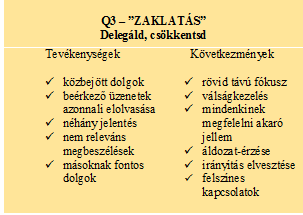 Q3 – ”ZAKLATÁS”
Delegáld, csökkentsd
Tevékenységek
✓ közbejött dolgok
✓ beérkező üzenetek
azonnali elolvasása
✓ néhány jelentés
✓ nem releváns
megbeszélések
✓ másoknak fontos
dolgok
Következmények
✓ rövid távú fókusz
✓ válságkezelés
✓ mindenkinek
megfelelni akaró
jellem
✓ áldozat-érzése
✓ irányítás elvesztése
✓ felszínes
kapcsolatok